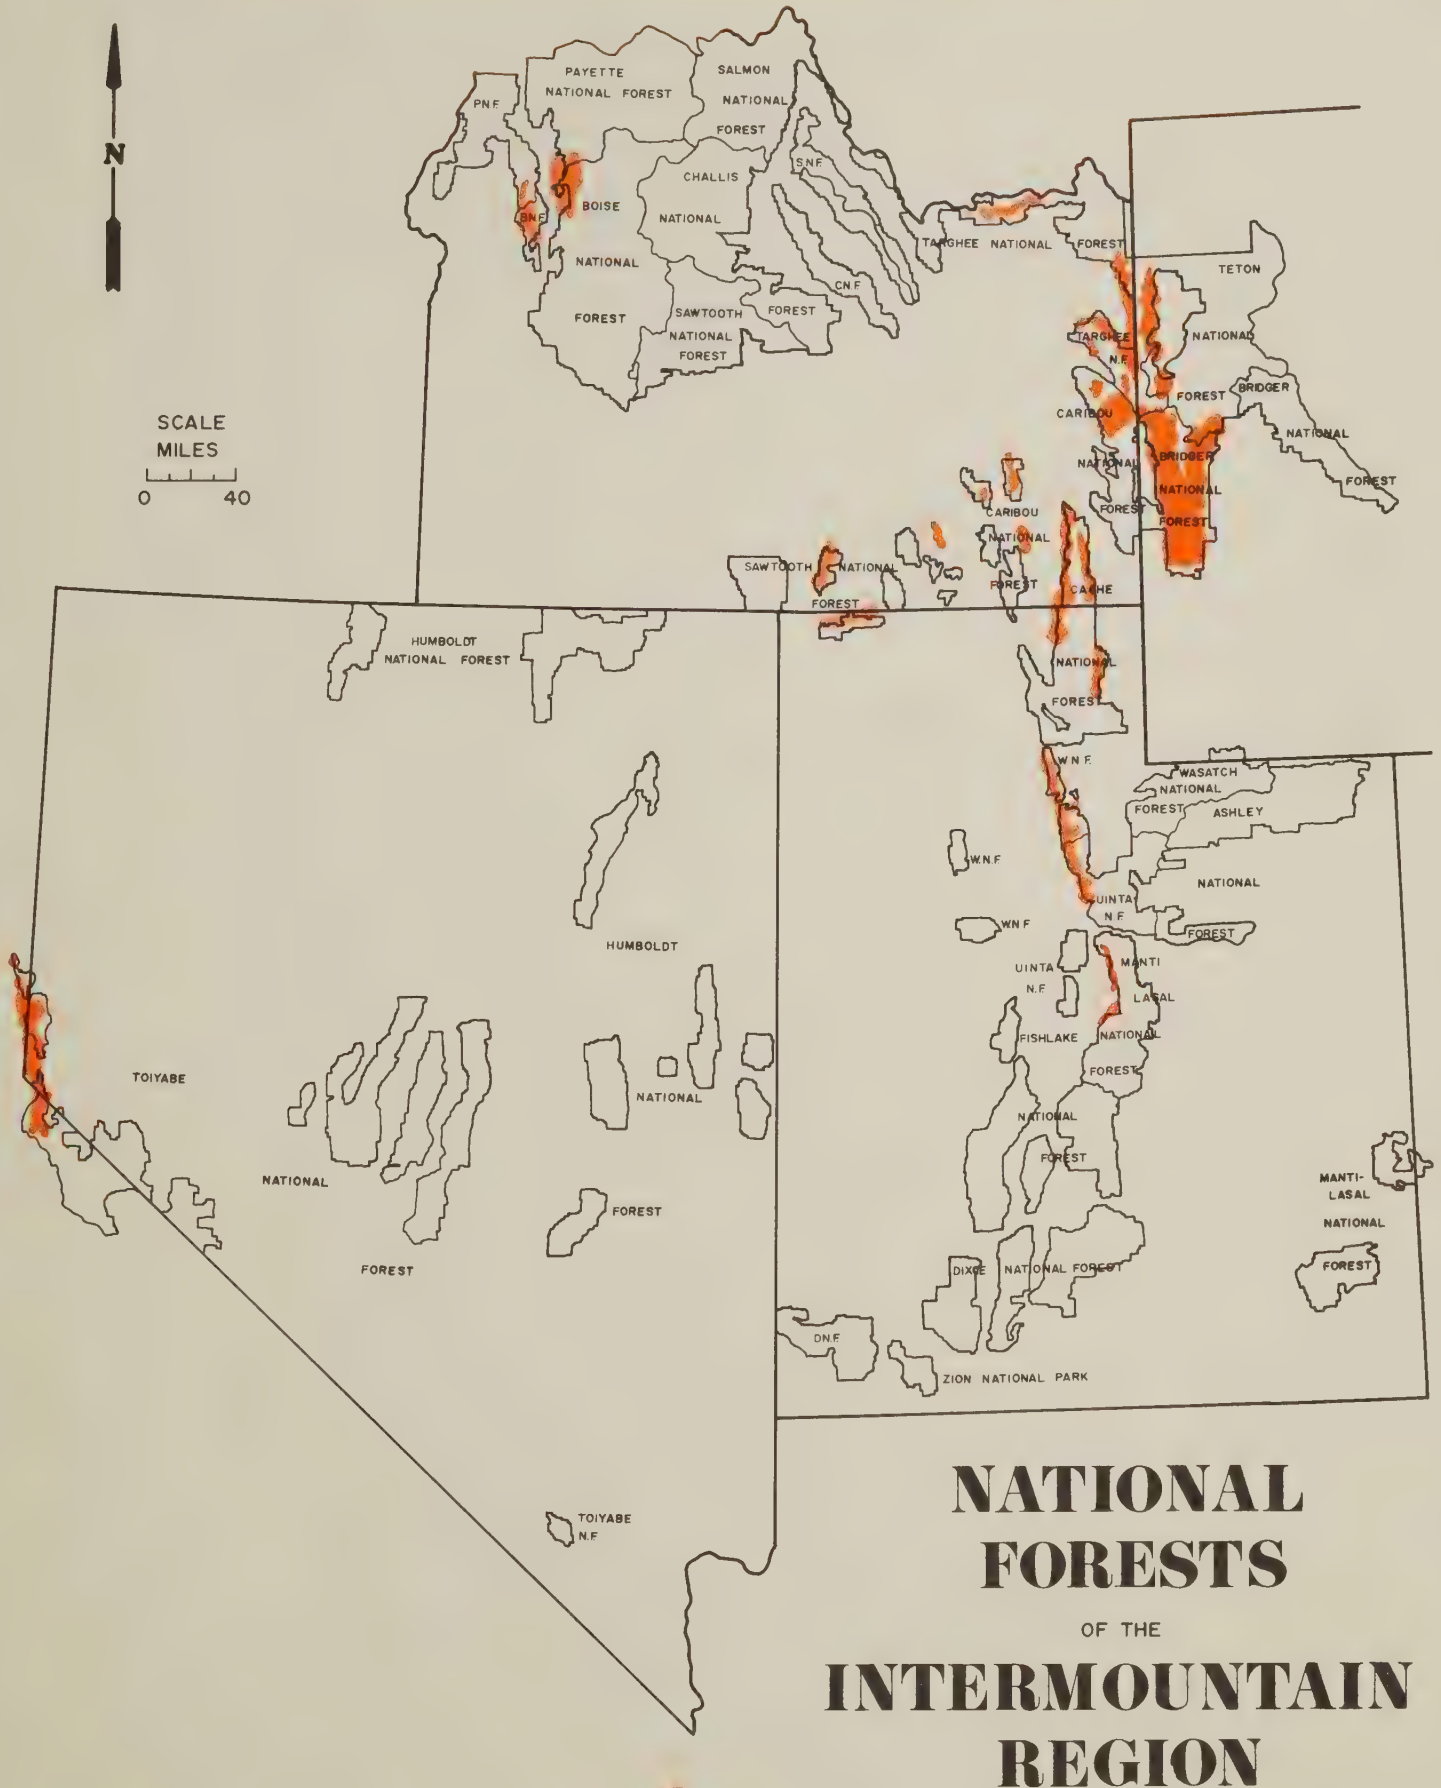 PAYETTE
NATIONAL FOREST
SALMON
NATIONAL
FOREST
P.N.F.
N
S.N.F.
CHALLIS
NATIONAL
B.N.F.
BOISE
NATIONAL
FOREST
C.N.F.
SAWTOOTH
NATIONAL
FOREST
FOREST
TARGHEE NATIONAL
FOREST
TETON
NATIONAL
FOREST
TARGHEE
N.F.
BRIDGER
NATIONAL
FOREST
CARIBOU
NATIONAL
FOREST
BRIDGER
NATIONAL
FOREST
SCALE
MILES
0 40
CARIBOU
NATIONAL
FOREST
SAWTOOTH
NATIONAL
FOREST
CACHE
NATIONAL
FOREST
HUMBOLDT
NATIONAL FOREST
W.N.F.
WASATCH
NATIONAL
FOREST
ASHLEY
NATIONAL
FOREST
W.N.F.
W.N.F.
UINTA
N.F.
HUMBOLDT
NATIONAL
FOREST
UINTA
N.F.
MANTI
LASAL
NATIONAL
FOREST
FISHLAKE
NATIONAL
FOREST
TOIYABE
NATIONAL
FOREST
MANTI-
LASAL
NATIONAL
FOREST
DIXIE NATIONAL FOREST
D.N.F.
ZION NATIONAL PARK
TOIYABE
N.F.
NATIONAL
FORESTS
OF THE
INTERMOUNTAIN
REGION